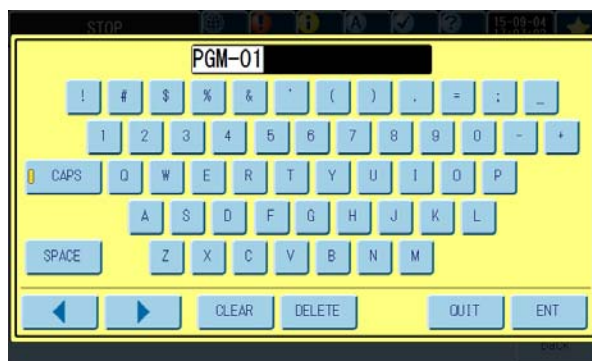 STOP
15-09-04
PGM-01
! # $ % & ' ( ) . = : _
1 2 3 4 5 6 7 8 9 0 - +
CAPS Q W E R T Y U I O P
A S D F G H J K L
SPACE Z X C V B N M
CLEAR DELETE QUIT ENT
Back